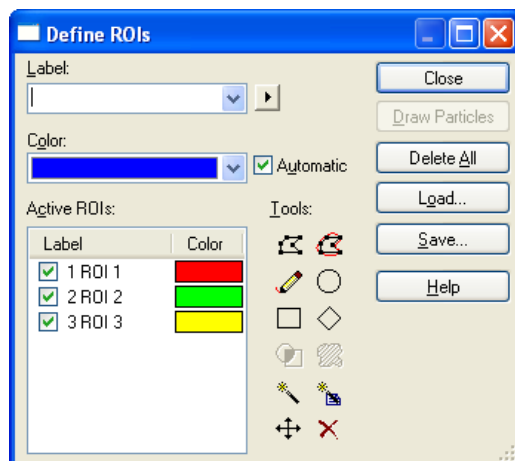 Define ROIs
Label:
Close
Draw Particles
Color:
Automatic
Delete All
Load...
Active ROIs:
Tools:
Save...
Label Color
1 ROI 1
2 ROI 2
3 ROI 3
Help